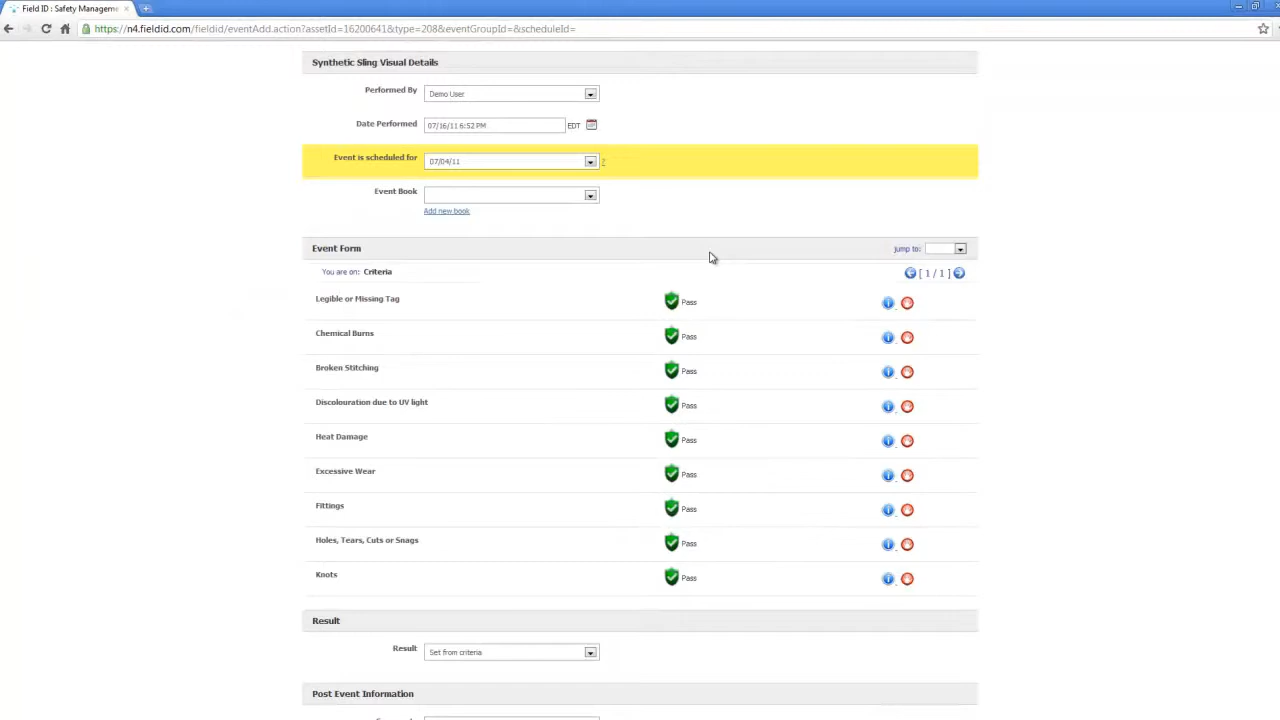 Field ID : Safety Managem
https://n4.fieldid.com/fieldid/eventAdd.action?assetId=16200641&type=208&eventGroupId=&scheduleId=
Synthetic Sling Visual Details
Performed By Demo User
Date Performed 07/16/11 6:52 PM EDT
Event is scheduled for 07/04/11 ?
Event Book
Add new book
Event Form jump to:
You are on: Criteria [ 1 / 1 ]
Legible or Missing Tag Pass
Chemical Burns Pass
Broken Stitching Pass
Discolouration due to UV light Pass
Heat Damage Pass
Excessive Wear Pass
Fittings Pass
Holes, Tears, Cuts or Snags Pass
Knots Pass
Result
Result Set from criteria
Post Event Information